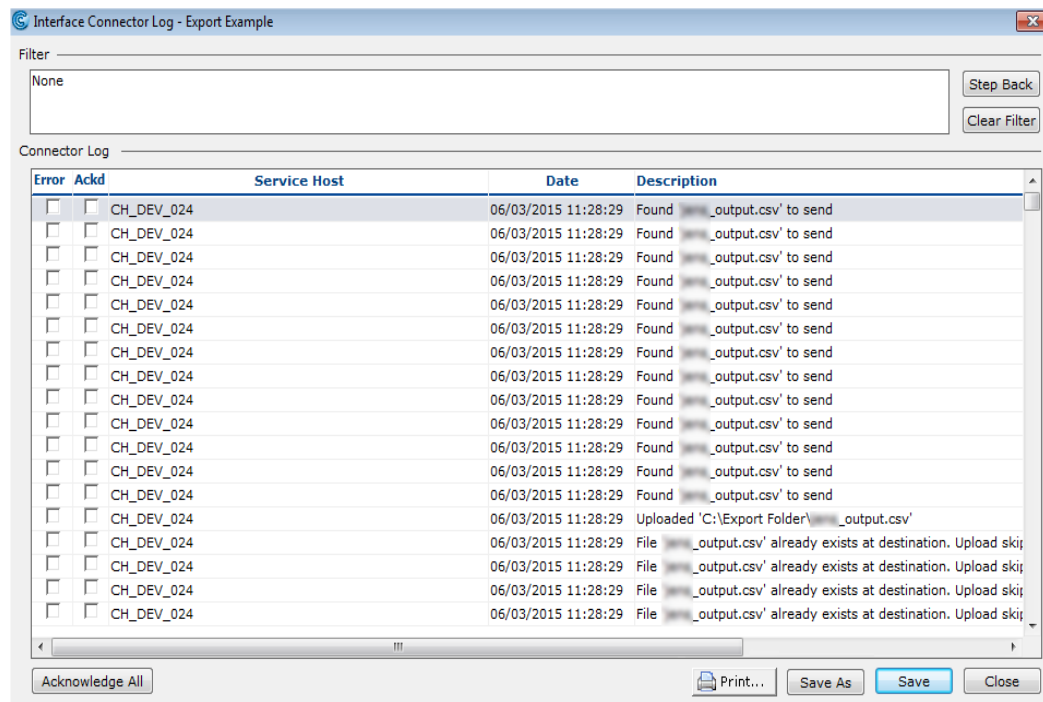 Interface Connector Log - Export Example
Filter
None
Step Back
Clear Filter
Connector Log
Error Ackd Service Host Date Description
CH_DEV_024 06/03/2015 11:28:29 Found _output.csv' to send
CH_DEV_024 06/03/2015 11:28:29 Found _output.csv' to send
CH_DEV_024 06/03/2015 11:28:29 Found _output.csv' to send
CH_DEV_024 06/03/2015 11:28:29 Found _output.csv' to send
CH_DEV_024 06/03/2015 11:28:29 Found _output.csv' to send
CH_DEV_024 06/03/2015 11:28:29 Found _output.csv' to send
CH_DEV_024 06/03/2015 11:28:29 Found _output.csv' to send
CH_DEV_024 06/03/2015 11:28:29 Found _output.csv' to send
CH_DEV_024 06/03/2015 11:28:29 Found _output.csv' to send
CH_DEV_024 06/03/2015 11:28:29 Found _output.csv' to send
CH_DEV_024 06/03/2015 11:28:29 Found _output.csv' to send
CH_DEV_024 06/03/2015 11:28:29 Found _output.csv' to send
CH_DEV_024 06/03/2015 11:28:29 Found _output.csv' to send
CH_DEV_024 06/03/2015 11:28:29 Uploaded 'C:\Export Folder\ _output.csv'
CH_DEV_024 06/03/2015 11:28:29 File _output.csv' already exists at destination. Upload skip
CH_DEV_024 06/03/2015 11:28:29 File _output.csv' already exists at destination. Upload skip
CH_DEV_024 06/03/2015 11:28:29 File _output.csv' already exists at destination. Upload skip
CH_DEV_024 06/03/2015 11:28:29 File _output.csv' already exists at destination. Upload skip
Acknowledge All Print... Save As Save Close